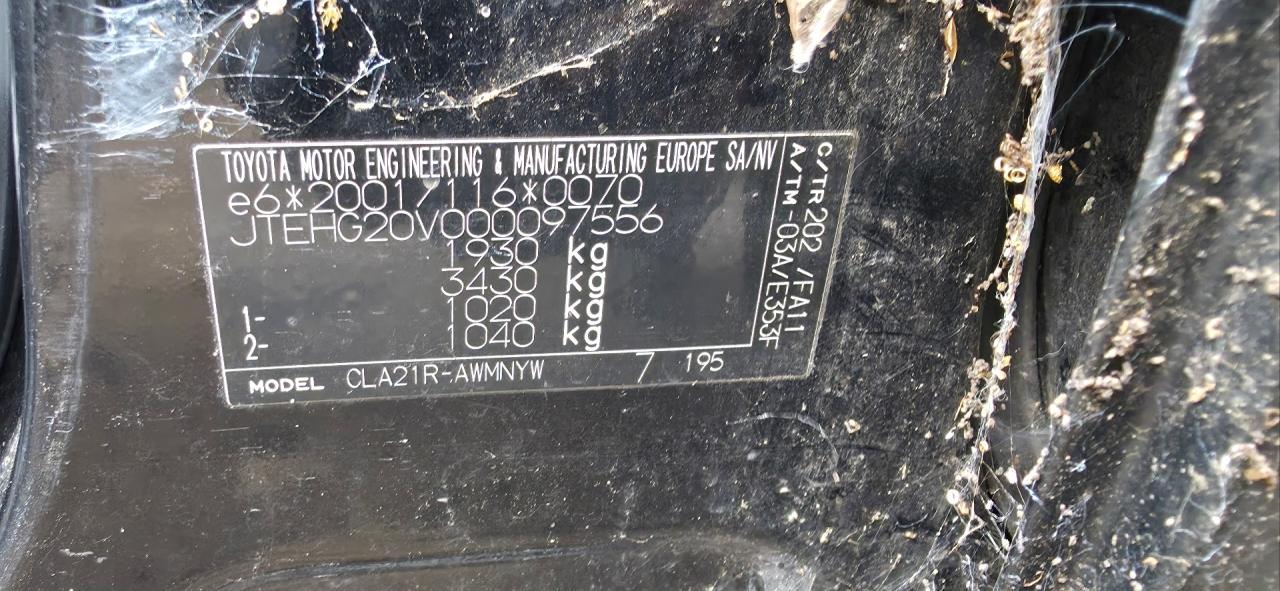 TOYOTA MOTOR ENGINEERING & MANUFACTURING EUROPE SA/NV
e6*2001/116*0070
JTEHG20V000097556
1930 kg
3430 kg
1- 1020 kg
2- 1040 kg
MODEL CLA21R-AWMNYW 7 195
C/TR 202 /FA11
A/TM-03A/E353F